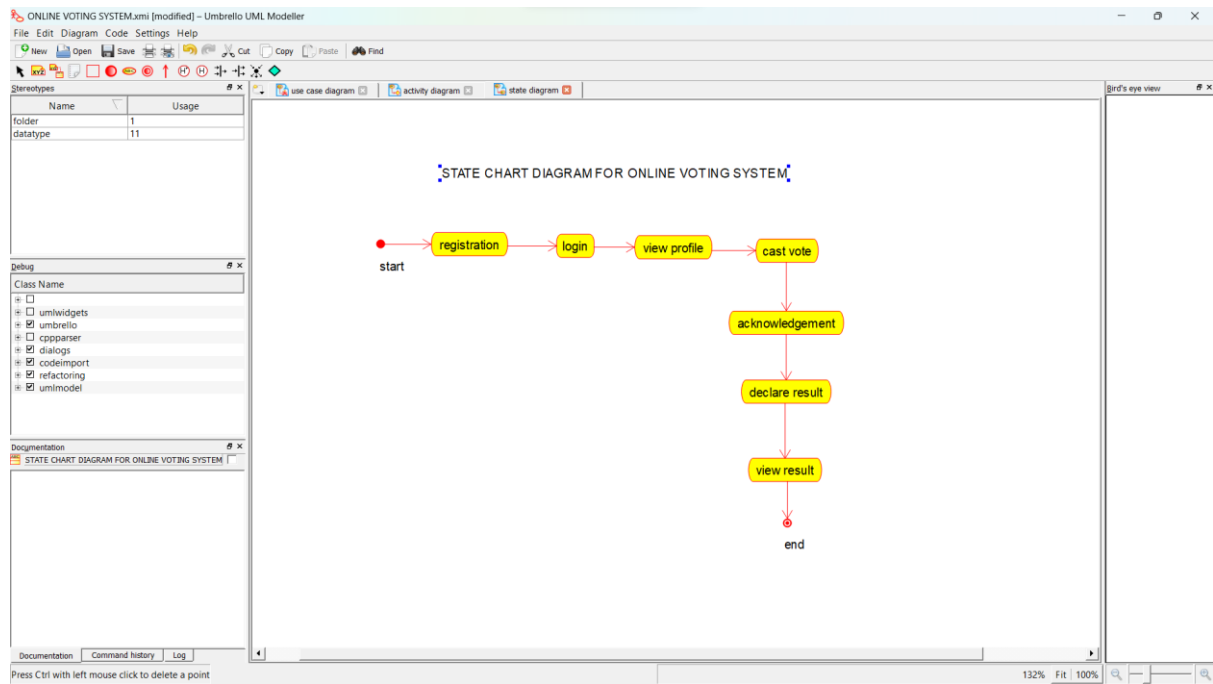 ONLINE VOTING SYSTEM.xmi [modified] – Umbrello UML Modeller
File Edit Diagram Code Settings Help
New Open Save Cut Copy Paste Find
Stereotypes
Name Usage
folder 1
datatype 11
Debug
Class Name
umlwidgets
umbrello
cppparser
dialogs
codeimport
refactoring
umlmodel
Documentation
STATE CHART DIAGRAM FOR ONLINE VOTING SYSTEM
Documentation Command history Log
Press Ctrl with left mouse click to delete a point
use case diagram activity diagram state diagram
STATE CHART DIAGRAM FOR ONLINE VOTING SYSTEM
registration login view profile cast vote
start
acknowledgement
declare result
view result
end
Bird's eye view
132% Fit 100%